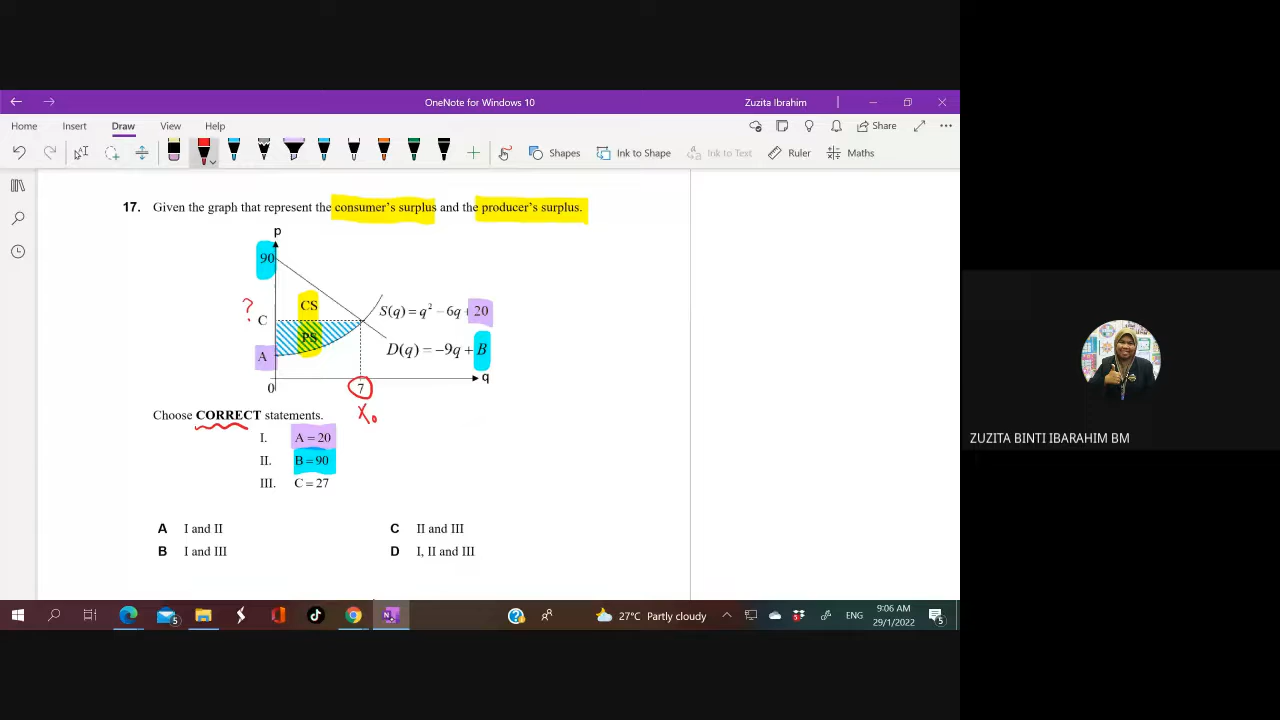 OneNote for Windows 10
Zuzita Ibrahim
Home Insert Draw View Help
Share
Shapes Ink to Shape Ink to Text Ruler Maths
17. Given the graph that represent the consumer's surplus and the producer's surplus.
p
90
? C
CS
PS
A
0
7
q
S(q) = q² − 6q + 20
D(q) = −9q + B
X₀
Choose CORRECT statements.
I. A = 20
II. B = 90
III. C = 27
A I and II
C II and III
B I and III
D I, II and III
ZUZITA BINTI IBARAHIM BM
5
27°C Partly cloudy
ENG
9:06 AM
29/1/2022
5